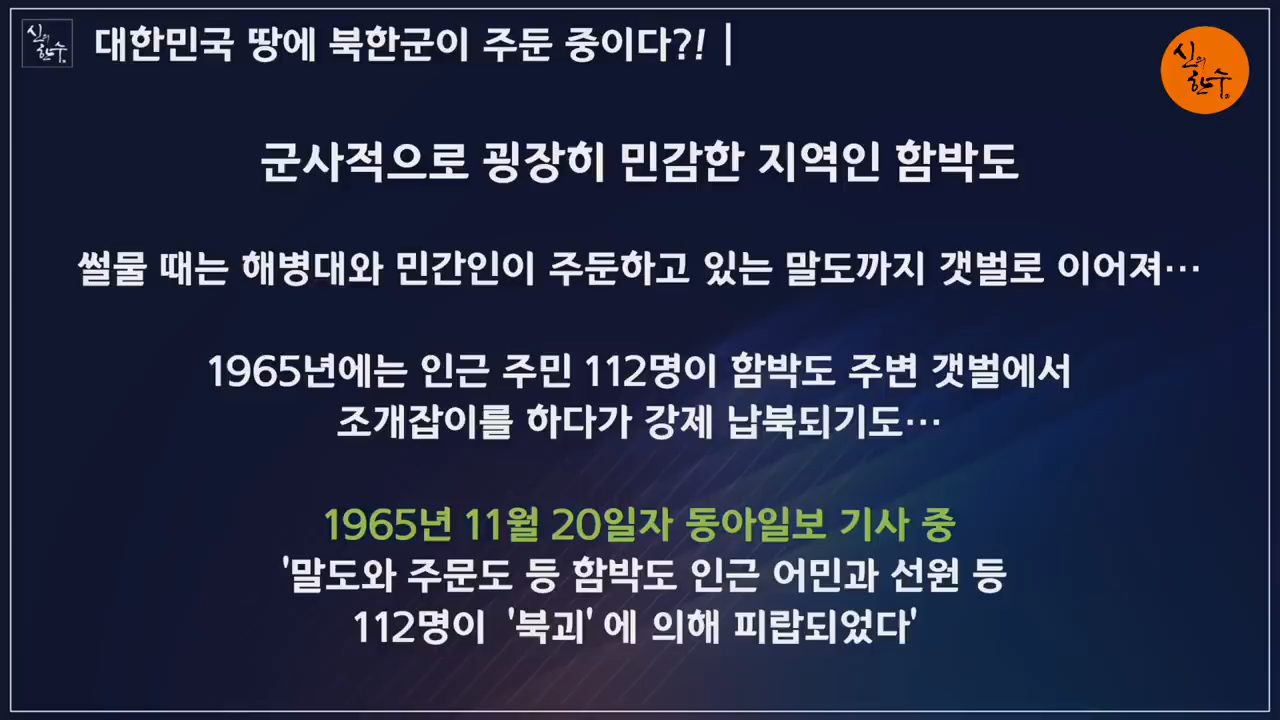 신의
한수
대한민국 땅에 북한군이 주둔 중이다?! |
신의
한수
군사적으로 굉장히 민감한 지역인 함박도
썰물 때는 해병대와 민간인이 주둔하고 있는 말도까지 갯벌로 이어져…
1965년에는 인근 주민 112명이 함박도 주변 갯벌에서
조개잡이를 하다가 강제 납북되기도…
1965년 11월 20일자 동아일보 기사 중
'말도와 주문도 등 함박도 인근 어민과 선원 등
112명이 '북괴' 에 의해 피랍되었다'